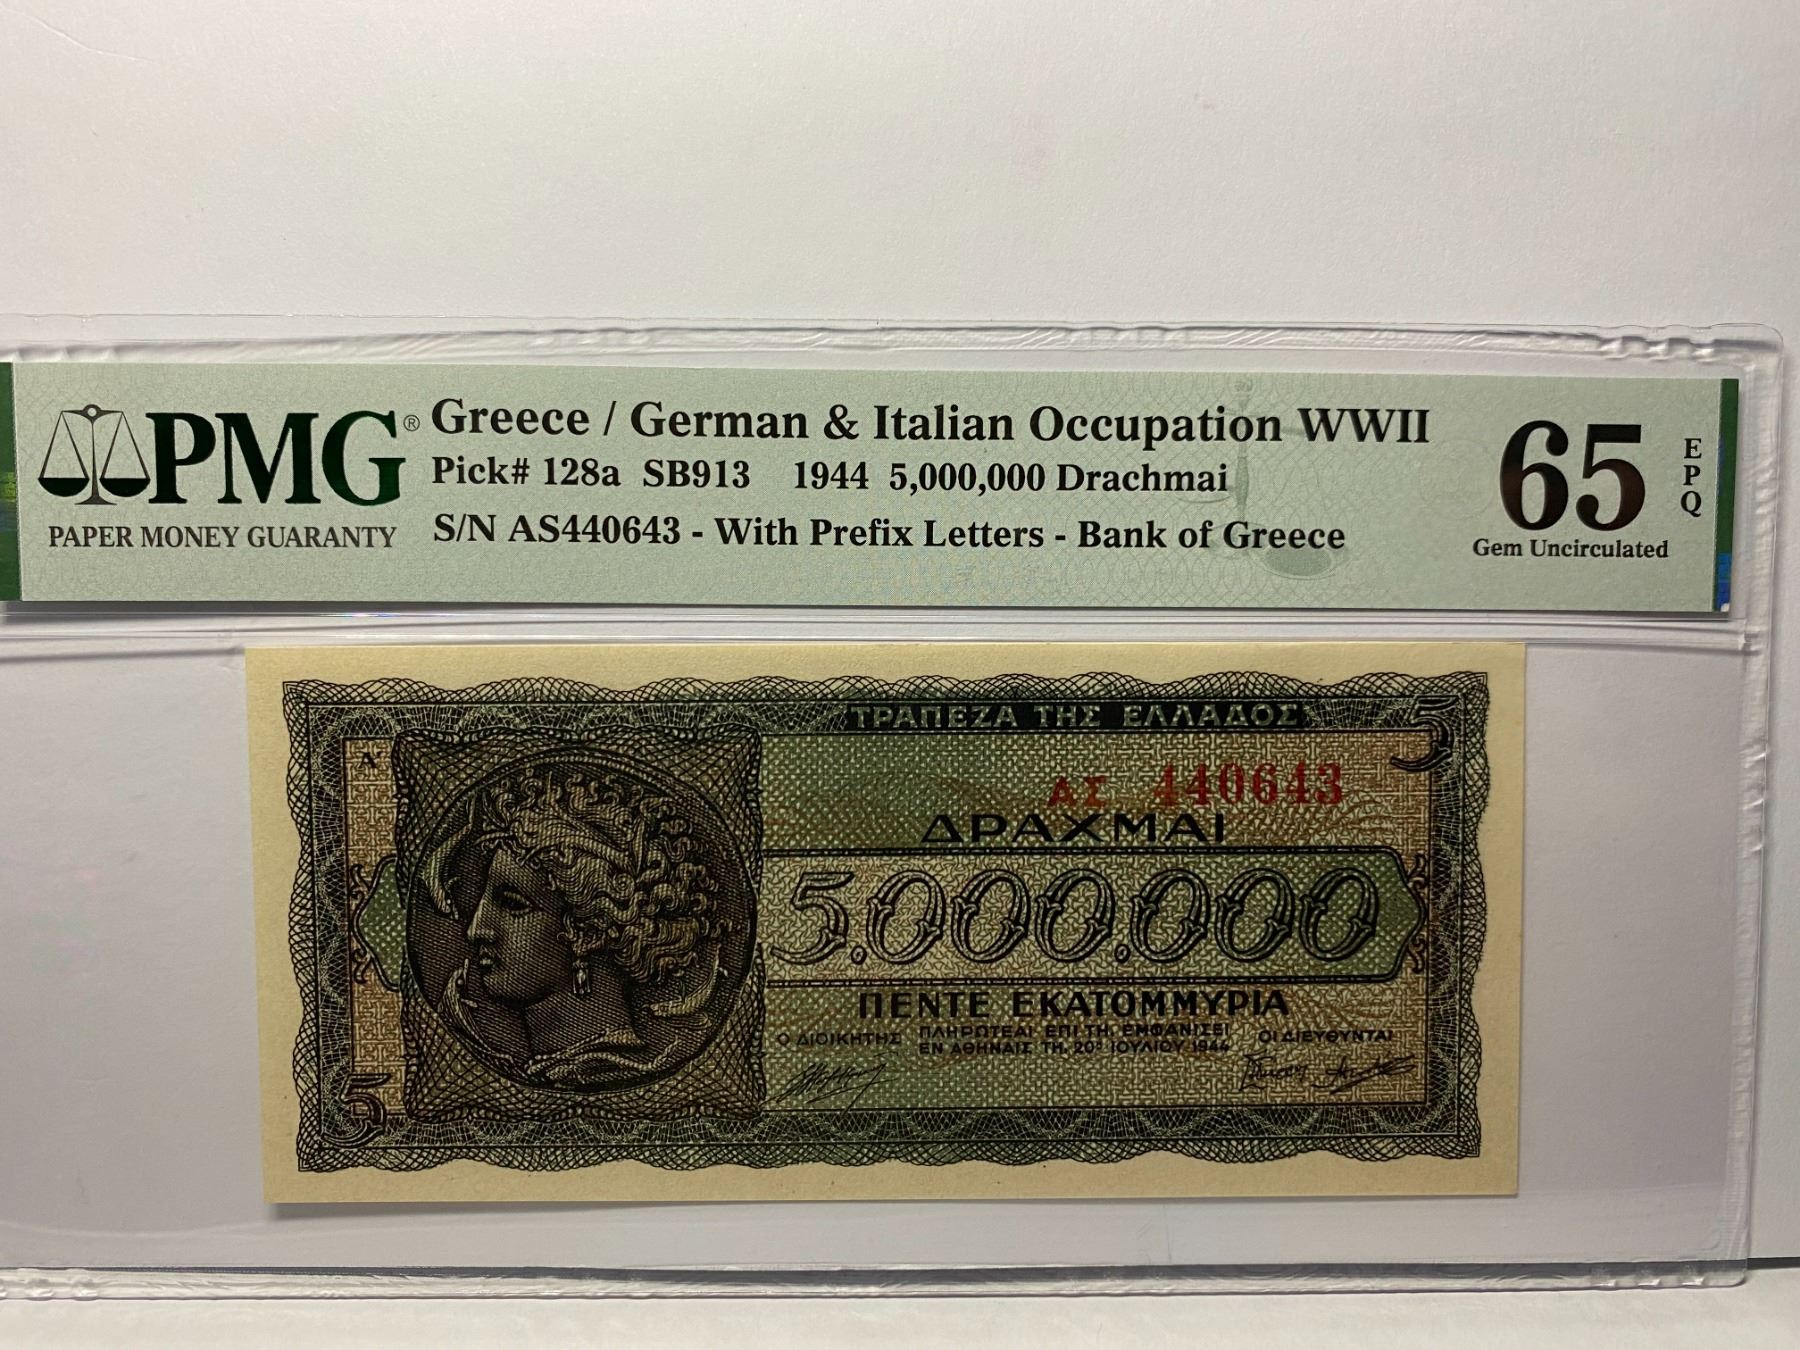 PMG®
PAPER MONEY GUARANTY
Greece / German & Italian Occupation WWII
Pick# 128a SB913 1944 5,000,000 Drachmai
S/N AS440643 - With Prefix Letters - Bank of Greece
65
EPQ
Gem Uncirculated
ΤΡΑΠΕΖΑ ΤΗΣ ΕΛΛΑΔΟΣ
5
Α
ΑΣ 440643
ΔΡΑΧΜΑΙ
5.000.000
ΠΕΝΤΕ ΕΚΑΤΟΜΜΥΡΙΑ
Ο ΔΙΟΙΚΗΤΗΣ ΠΛΗΡΩΤΕΑΙ ΕΠΙ ΤΗ, ΕΜΦΑΝΙΣΕΙ ΟΙ ΔΙΕΥΘΥΝΤΑΙ
ΕΝ ΑΘΗΝΑΙΣ ΤΗ, 20ῃ ΙΟΥΛΙΟΥ 1944
5